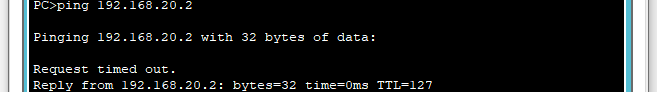 PC>ping 192.168.20.2
Pinging 192.168.20.2 with 32 bytes of data:
Request timed out.
Reply from 192.168.20.2: bytes=32 time=0ms TTL=127